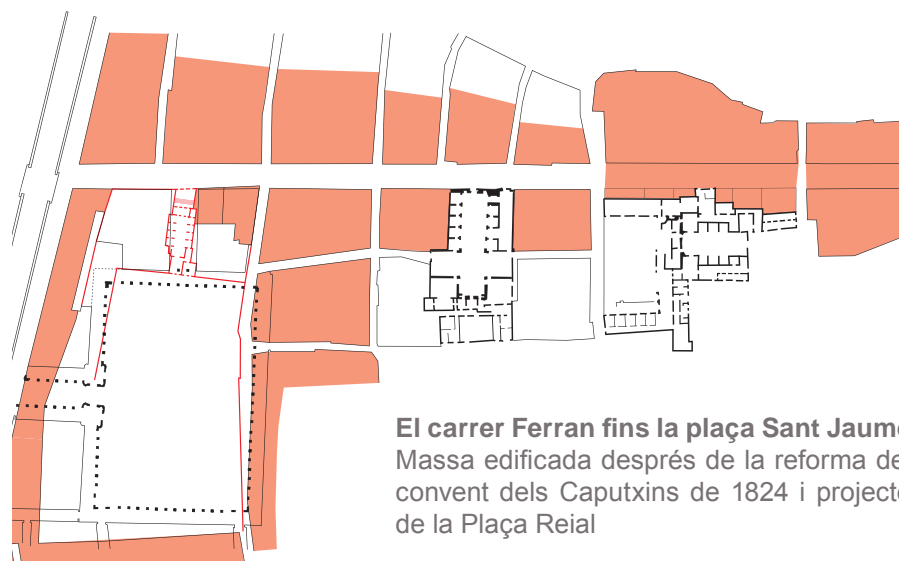 El carrer Ferran fins la plaça Sant Jaume
Massa edificada després de la reforma de
convent dels Caputxins de 1824 i projecte
de la Plaça Reial